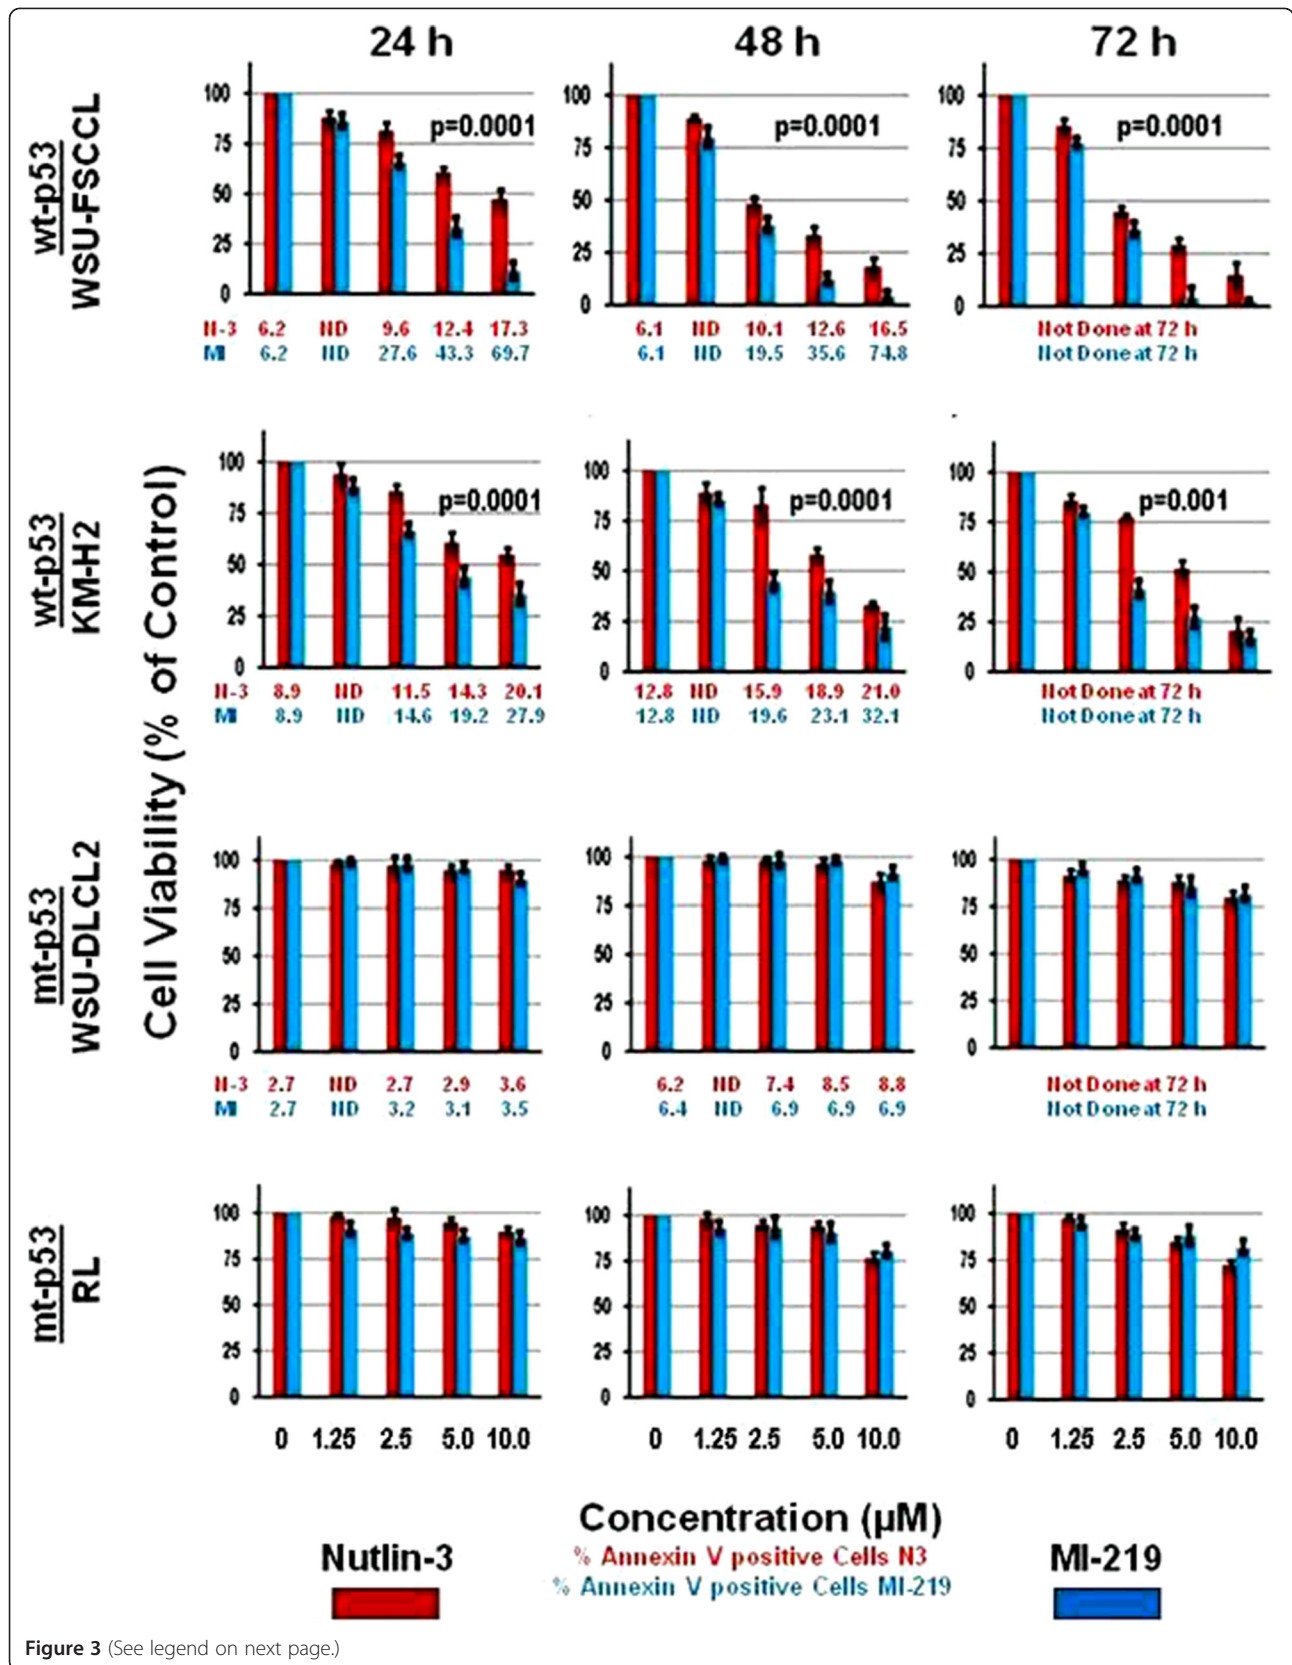 24 h 48 h 72 h
wt-p53
WSU-FSCCL
100 75 50 25 0 p=0.0001
100 75 50 25 0 p=0.0001
100 75 50 25 0 p=0.0001
N-3 6.2 ND 9.6 12.4 17.3
MI 6.2 ND 27.6 43.3 69.7
6.1 ND 10.1 12.6 16.5
6.1 ND 19.5 35.6 74.8
Not Done at 72 h
Not Done at 72 h
Cell Viability (% of Control)
wt-p53
KM-H2
100 75 50 25 0 p=0.0001
100 75 50 25 0 p=0.0001
100 75 50 25 0 p=0.001
N-3 8.9 ND 11.5 14.3 20.1
MI 8.9 ND 14.6 19.2 27.9
12.8 ND 15.9 18.9 21.0
12.8 ND 19.6 23.1 32.1
Not Done at 72 h
Not Done at 72 h
mt-p53
WSU-DLCL2
100 75 50 25 0
100 75 50 25 0
100 75 50 25 0
N-3 2.7 ND 2.7 2.9 3.6
MI 2.7 ND 3.2 3.1 3.5
6.2 ND 7.4 8.5 8.8
6.4 ND 6.9 6.9 6.9
Not Done at 72 h
Not Done at 72 h
mt-p53
RL
100 75 50 25 0
100 75 50 25 0
100 75 50 25 0
0 1.25 2.5 5.0 10.0
0 1.25 2.5 5.0 10.0
0 1.25 2.5 5.0 10.0
Concentration (µM)
Nutlin-3
% Annexin V positive Cells N3
% Annexin V positive Cells MI-219
MI-219
Figure 3 (See legend on next page.)